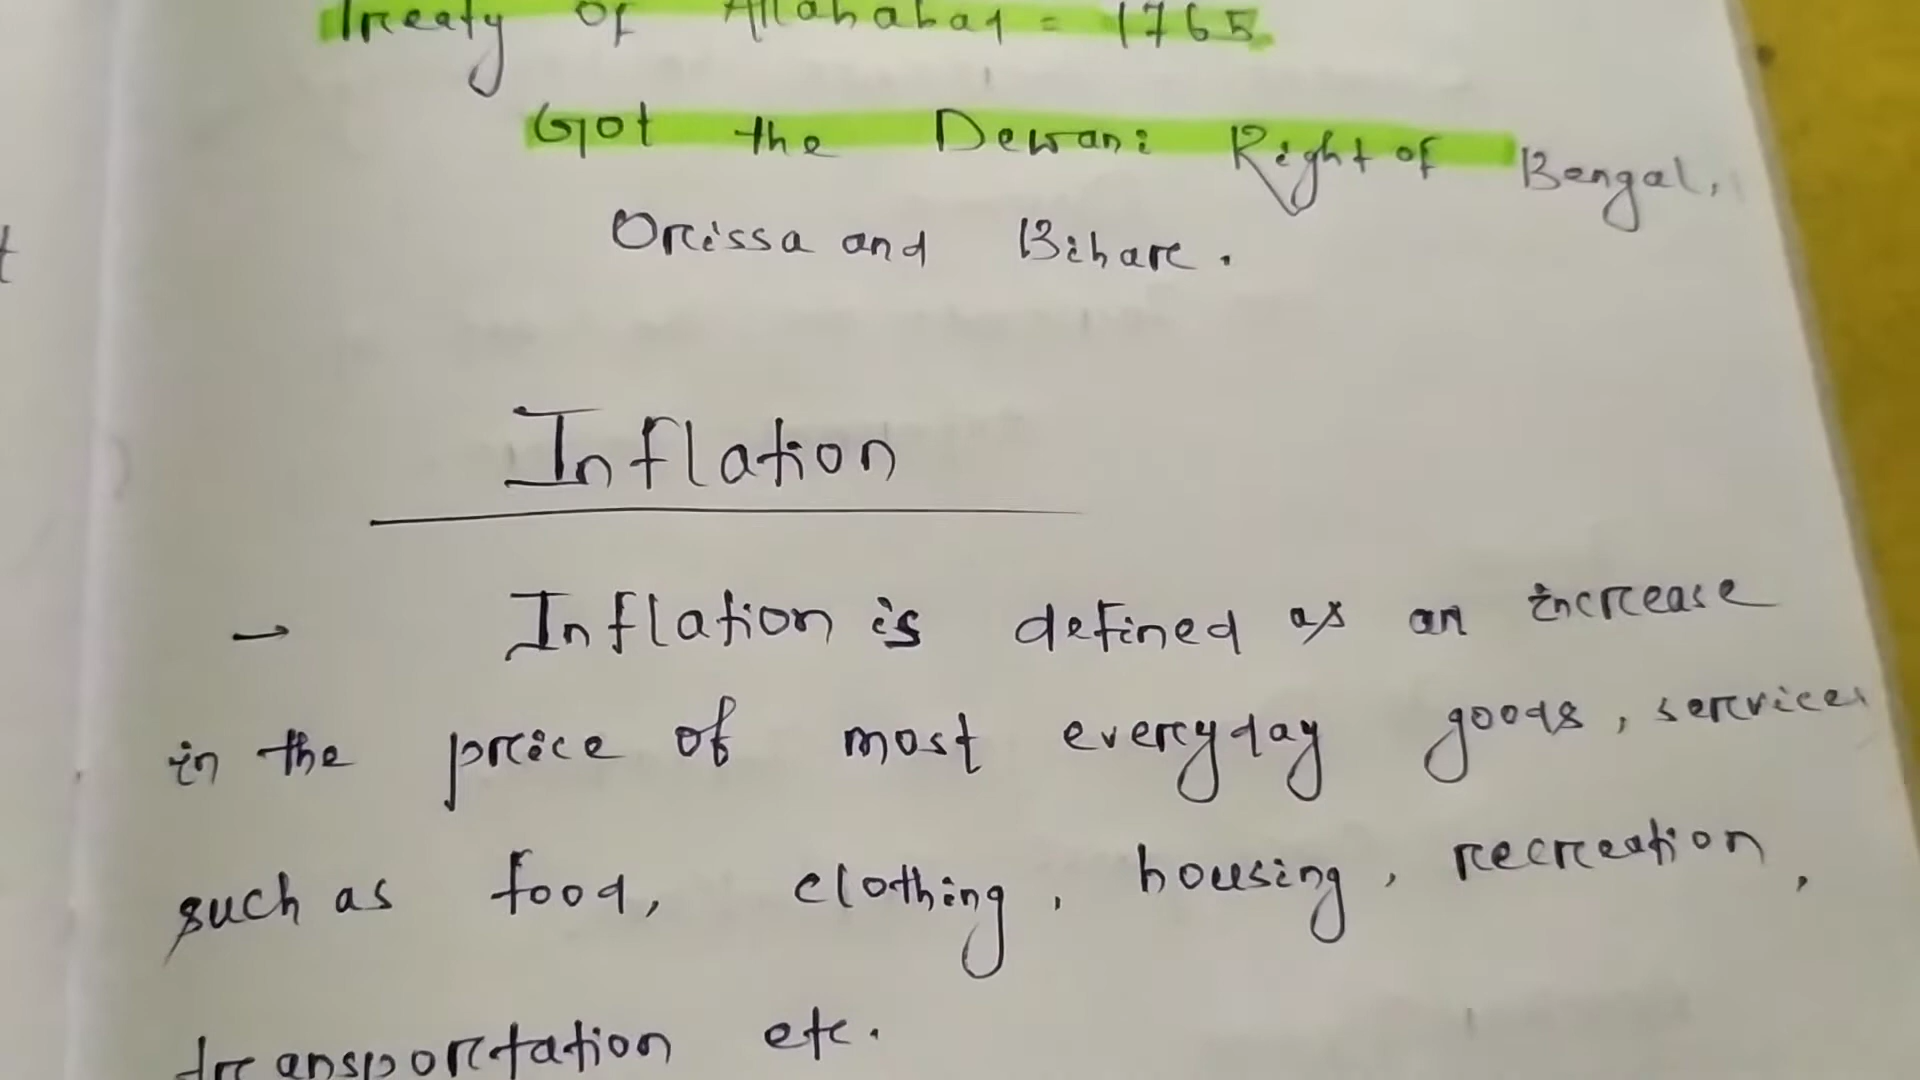 Treaty of Allahabad = 1765
Got the Dewani Right of Bengal,
Orissa and Bihar.
Inflation
→ Inflation is defined as an increase
in the price of most everyday goods, services
such as food, clothing, housing, recreation,
transportation etc.